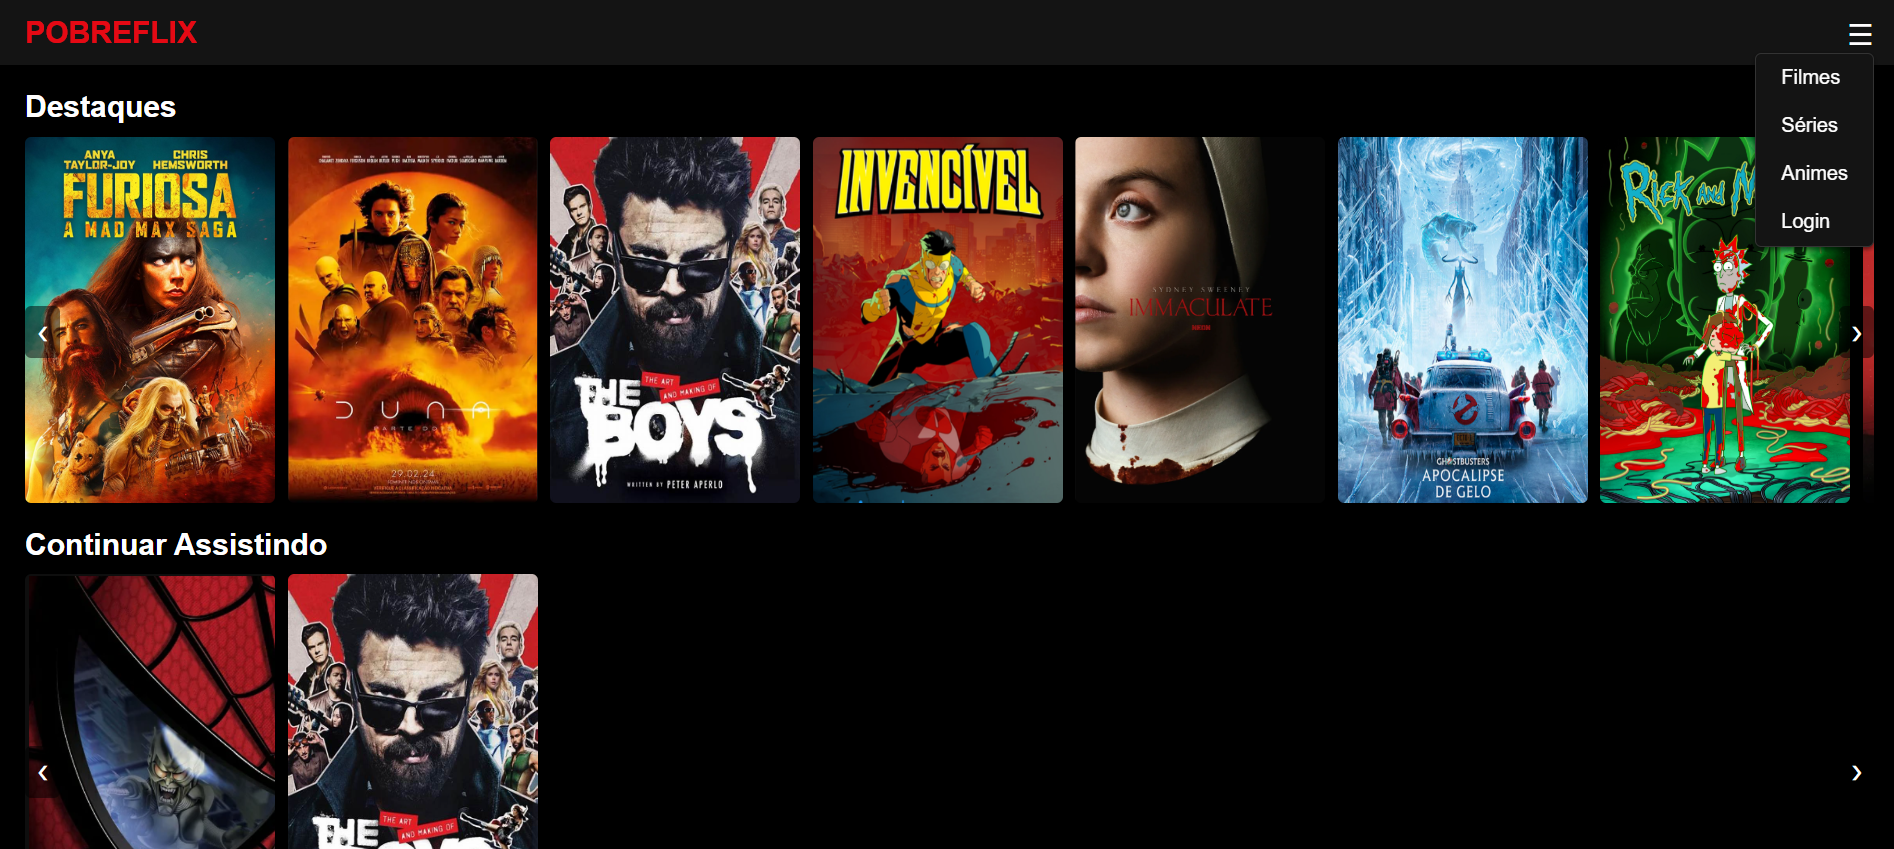 POBREFLIX
☰
Filmes
Séries
Animes
Login
Destaques
ANYA TAYLOR-JOY
CHRIS HEMSWORTH
FURIOSA
A MAD MAX SAGA
DUNA
PARTE DOIS
29.02.24
THE ART
AND MAKING OF
THE
BOYS
WRITTEN BY PETER APERLO
INVENCÍVEL
SYDNEY SWEENEY
IMMACULATE
GHOSTBUSTERS
APOCALIPSE
DE GELO
RICK AND M
‹
›
Continuar Assistindo
THE ART
AND MAKING OF
THE
‹
›